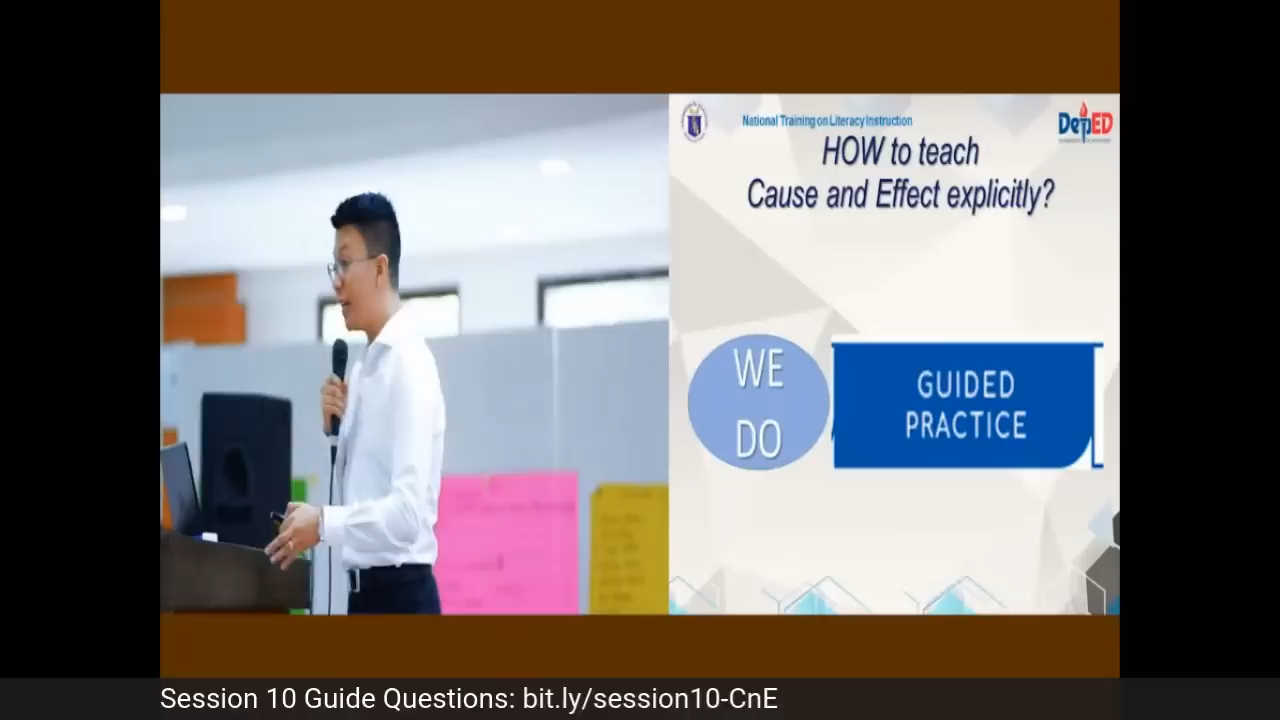 National Training on Literacy Instruction
DepED
HOW to teach
Cause and Effect explicitly?
WE
DO
GUIDED
PRACTICE
Session 10 Guide Questions: bit.ly/session10-CnE